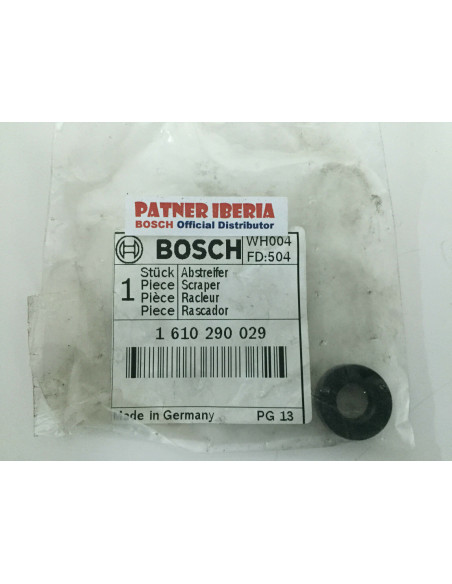 PATNER IBERIA
BOSCH Official Distributor
BOSCH
WH004
FD:504
1
Stück Abstreifer
Piece Scraper
Pièce Racleur
Piece Rascador
1 610 290 029
Made in Germany PG 13